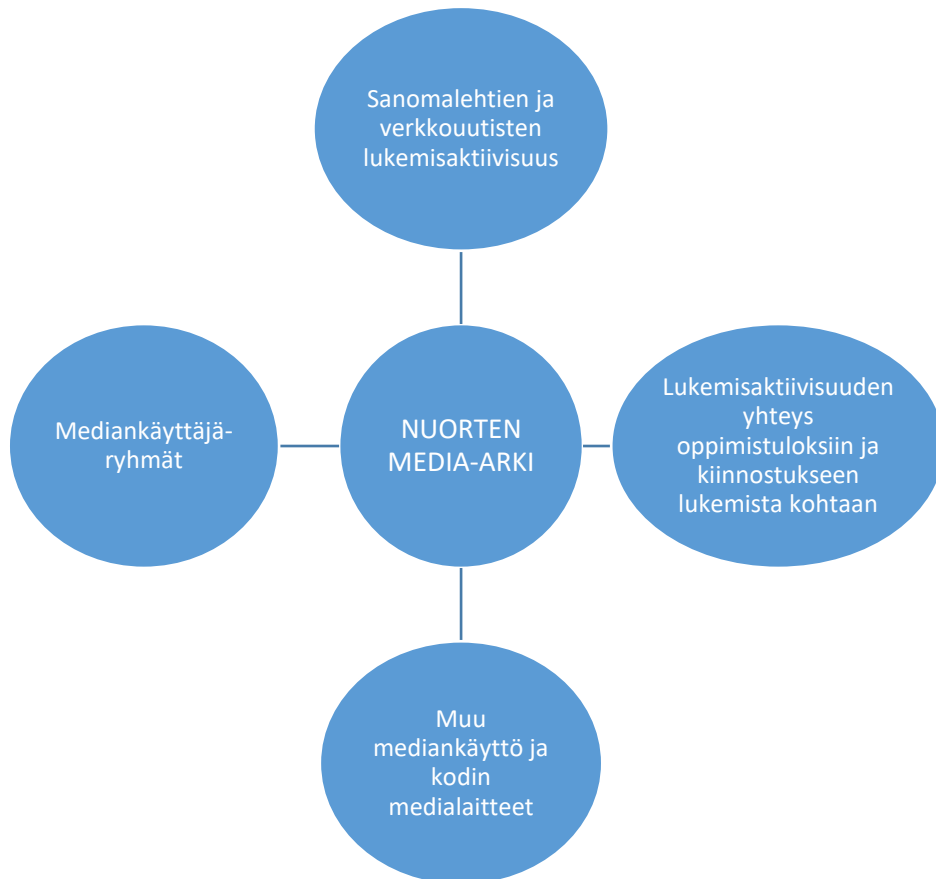 Sanomalehtien ja
verkkouutisten
lukemisaktiivisuus
Mediankäyttäjä-
ryhmät
NUORTEN
MEDIA-ARKI
Lukemisaktiivisuuden
yhteys
oppimistuloksiin ja
kiinnostukseen
lukemista kohtaan
Muu
mediankäyttö ja
kodin
medialaitteet